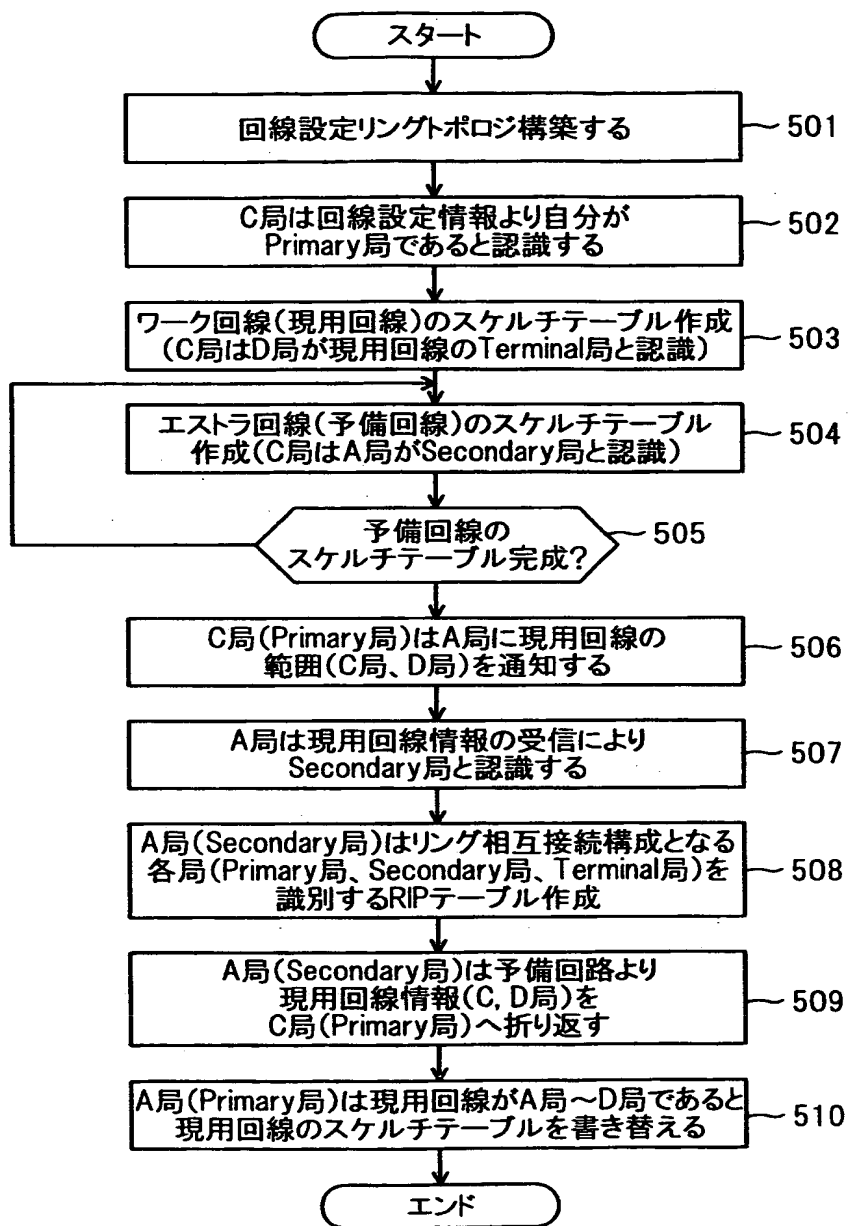 スタート
回線設定リングトポロジ構築する
501
C局は回線設定情報より自分が
Primary局であると認識する
502
ワーク回線(現用回線)のスケルチテーブル作成
(C局はD局が現用回線のTerminal局と認識)
503
エストラ回線(予備回線)のスケルチテーブル
作成(C局はA局がSecondary局と認識)
504
予備回線の
スケルチテーブル完成?
505
C局(Primary局)はA局に現用回線の
範囲(C局、D局)を通知する
506
A局は現用回線情報の受信により
Secondary局と認識する
507
A局(Secondary局)はリング相互接続構成となる
各局(Primary局、Secondary局、Terminal局)を
識別するRIPテーブル作成
508
A局(Secondary局)は予備回路より
現用回線情報(C, D局)を
C局(Primary局)へ折り返す
509
A局(Primary局)は現用回線がA局～D局であると
現用回線のスケルチテーブルを書き替える
510
エンド